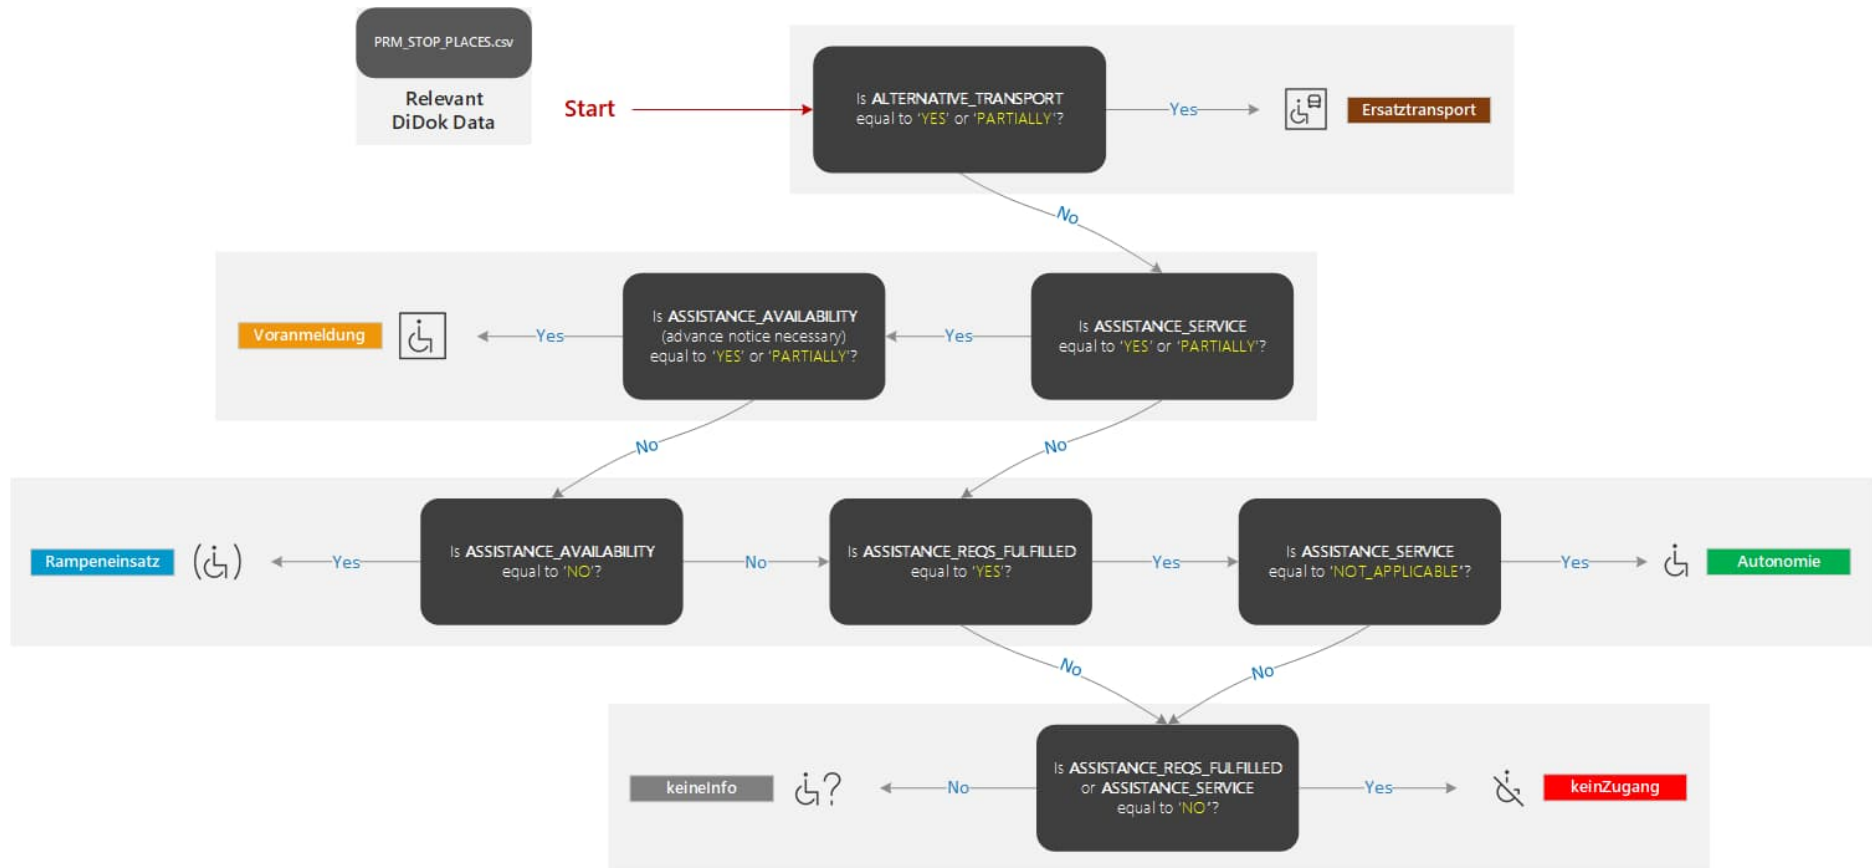 PRM_STOP_PLACES.csv
Relevant
DiDok Data
Start
Is ALTERNATIVE_TRANSPORT
equal to ‘YES’ or ‘PARTIALLY’?
Yes
Ersatztransport
No
Voranmeldung
Yes
Is ASSISTANCE_AVAILABILITY
(advance notice necessary)
equal to ‘YES’ or ‘PARTIALLY’?
Yes
Is ASSISTANCE_SERVICE
equal to ‘YES’ or ‘PARTIALLY’?
No
No
Rampeneinsatz
Yes
Is ASSISTANCE_AVAILABILITY
equal to ‘NO’?
No
Is ASSISTANCE_REQS_FULFILLED
equal to ‘YES’?
Yes
Is ASSISTANCE_SERVICE
equal to ‘NOT_APPLICABLE’?
Yes
Autonomie
No
No
keineInfo
?
No
Is ASSISTANCE_REQS_FULFILLED
or ASSISTANCE_SERVICE
equal to ‘NO’?
Yes
keinZugang